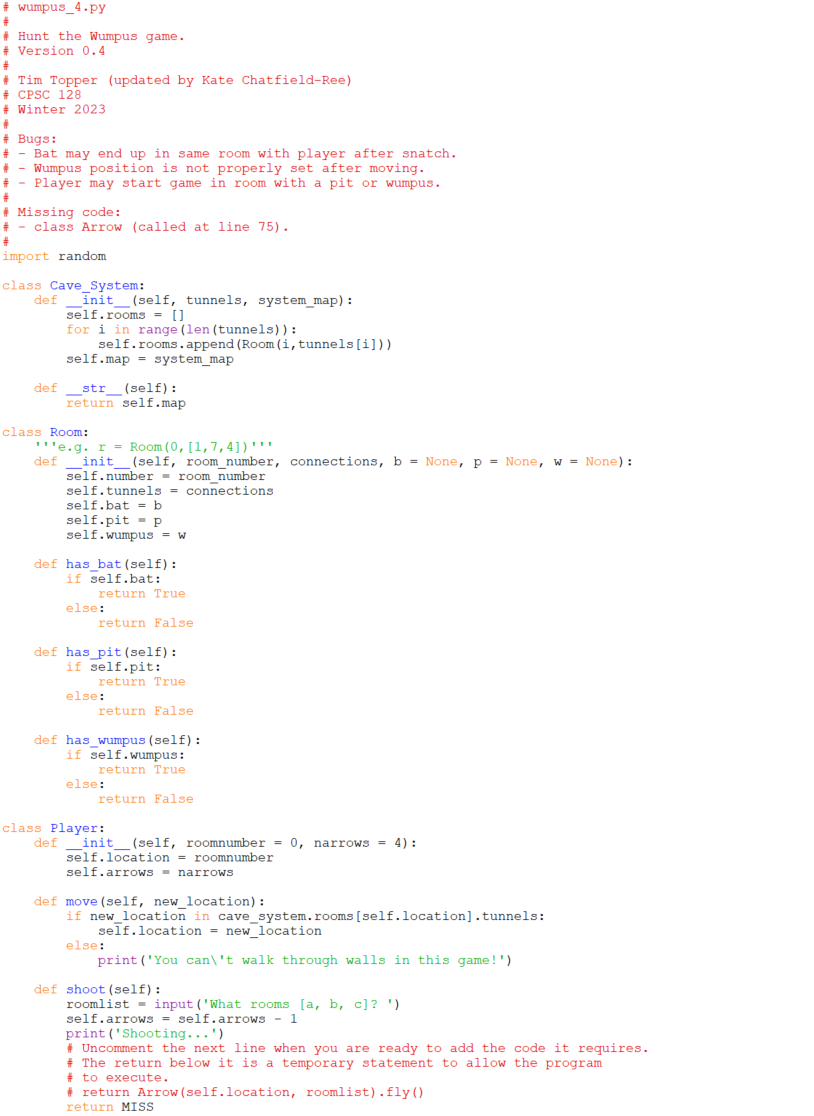 # wumpus_4.py
#
# Hunt the Wumpus game.
# Version 0.4
#
# Tim Topper (updated by Kate Chatfield-Ree)
# CPSC 128
# Winter 2023
#
# Bugs:
# - Bat may end up in same room with player after snatch.
# - Wumpus position is not properly set after moving.
# - Player may start game in room with a pit or wumpus.
#
# Missing code:
# - class Arrow (called at line 75).
#
import random

class Cave_System:
    def __init__(self, tunnels, system_map):
        self.rooms = []
        for i in range(len(tunnels)):
            self.rooms.append(Room(i,tunnels[i]))
        self.map = system_map

    def __str__(self):
        return self.map

class Room:
    '''e.g. r = Room(0,[1,7,4])'''
    def __init__(self, room_number, connections, b = None, p = None, w = None):
        self.number = room_number
        self.tunnels = connections
        self.bat = b
        self.pit = p
        self.wumpus = w

    def has_bat(self):
        if self.bat:
            return True
        else:
            return False

    def has_pit(self):
        if self.pit:
            return True
        else:
            return False

    def has_wumpus(self):
        if self.wumpus:
            return True
        else:
            return False

class Player:
    def __init__(self, roomnumber = 0, narrows = 4):
        self.location = roomnumber
        self.arrows = narrows

    def move(self, new_location):
        if new_location in cave_system.rooms[self.location].tunnels:
            self.location = new_location
        else:
            print('You can\'t walk through walls in this game!')

    def shoot(self):
        roomlist = input('What rooms [a, b, c]? ')
        self.arrows = self.arrows - 1
        print('Shooting...')
        # Uncomment the next line when you are ready to add the code it requires.
        # The return below it is a temporary statement to allow the program
        # to execute.
        # return Arrow(self.location, roomlist).fly()
        return MISS